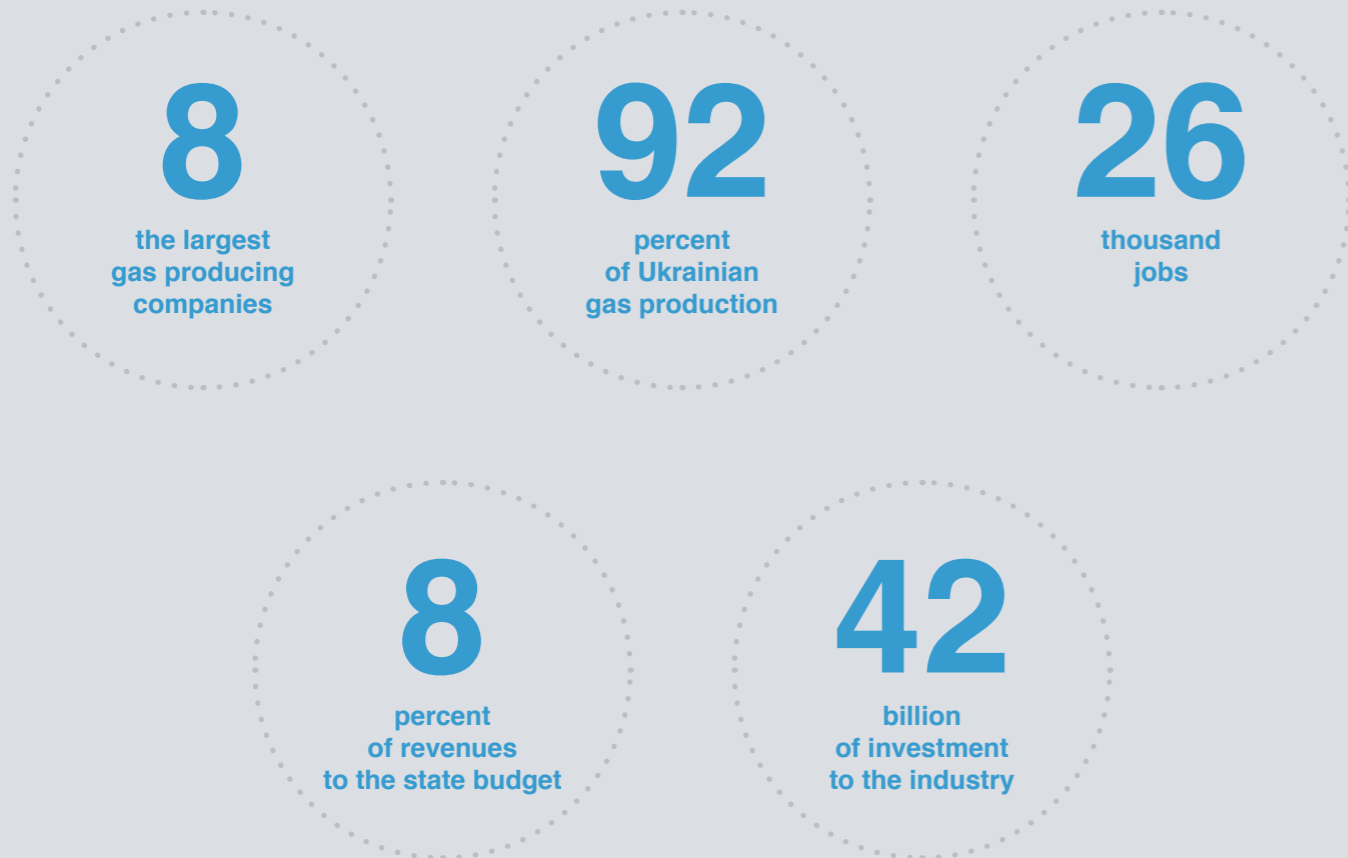 8
the largest
gas producing
companies
92
percent
of Ukrainian
gas production
26
thousand
jobs
8
percent
of revenues
to the state budget
42
billion
of investment
to the industry